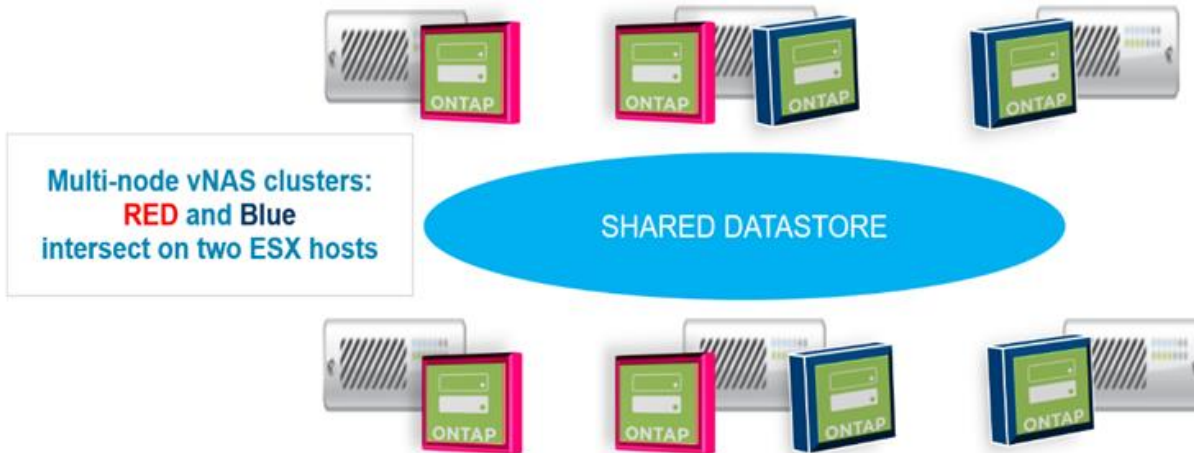 ONTAP
ONTAP
ONTAP
ONTAP
Multi-node vNAS clusters:
RED and Blue
intersect on two ESX hosts
SHARED DATASTORE
ONTAP
ONTAP
ONTAP
ONTAP